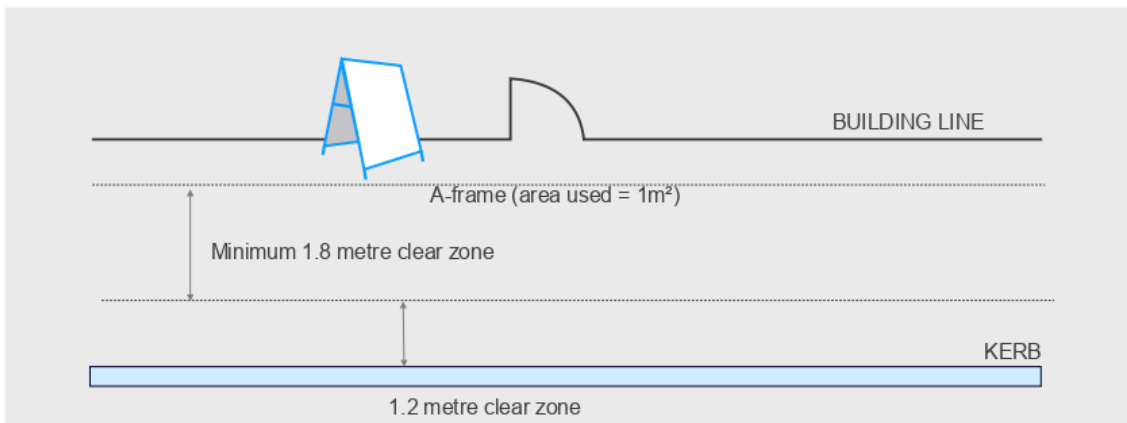 BUILDING LINE
A-frame (area used = 1m²)
Minimum 1.8 metre clear zone
KERB
1.2 metre clear zone